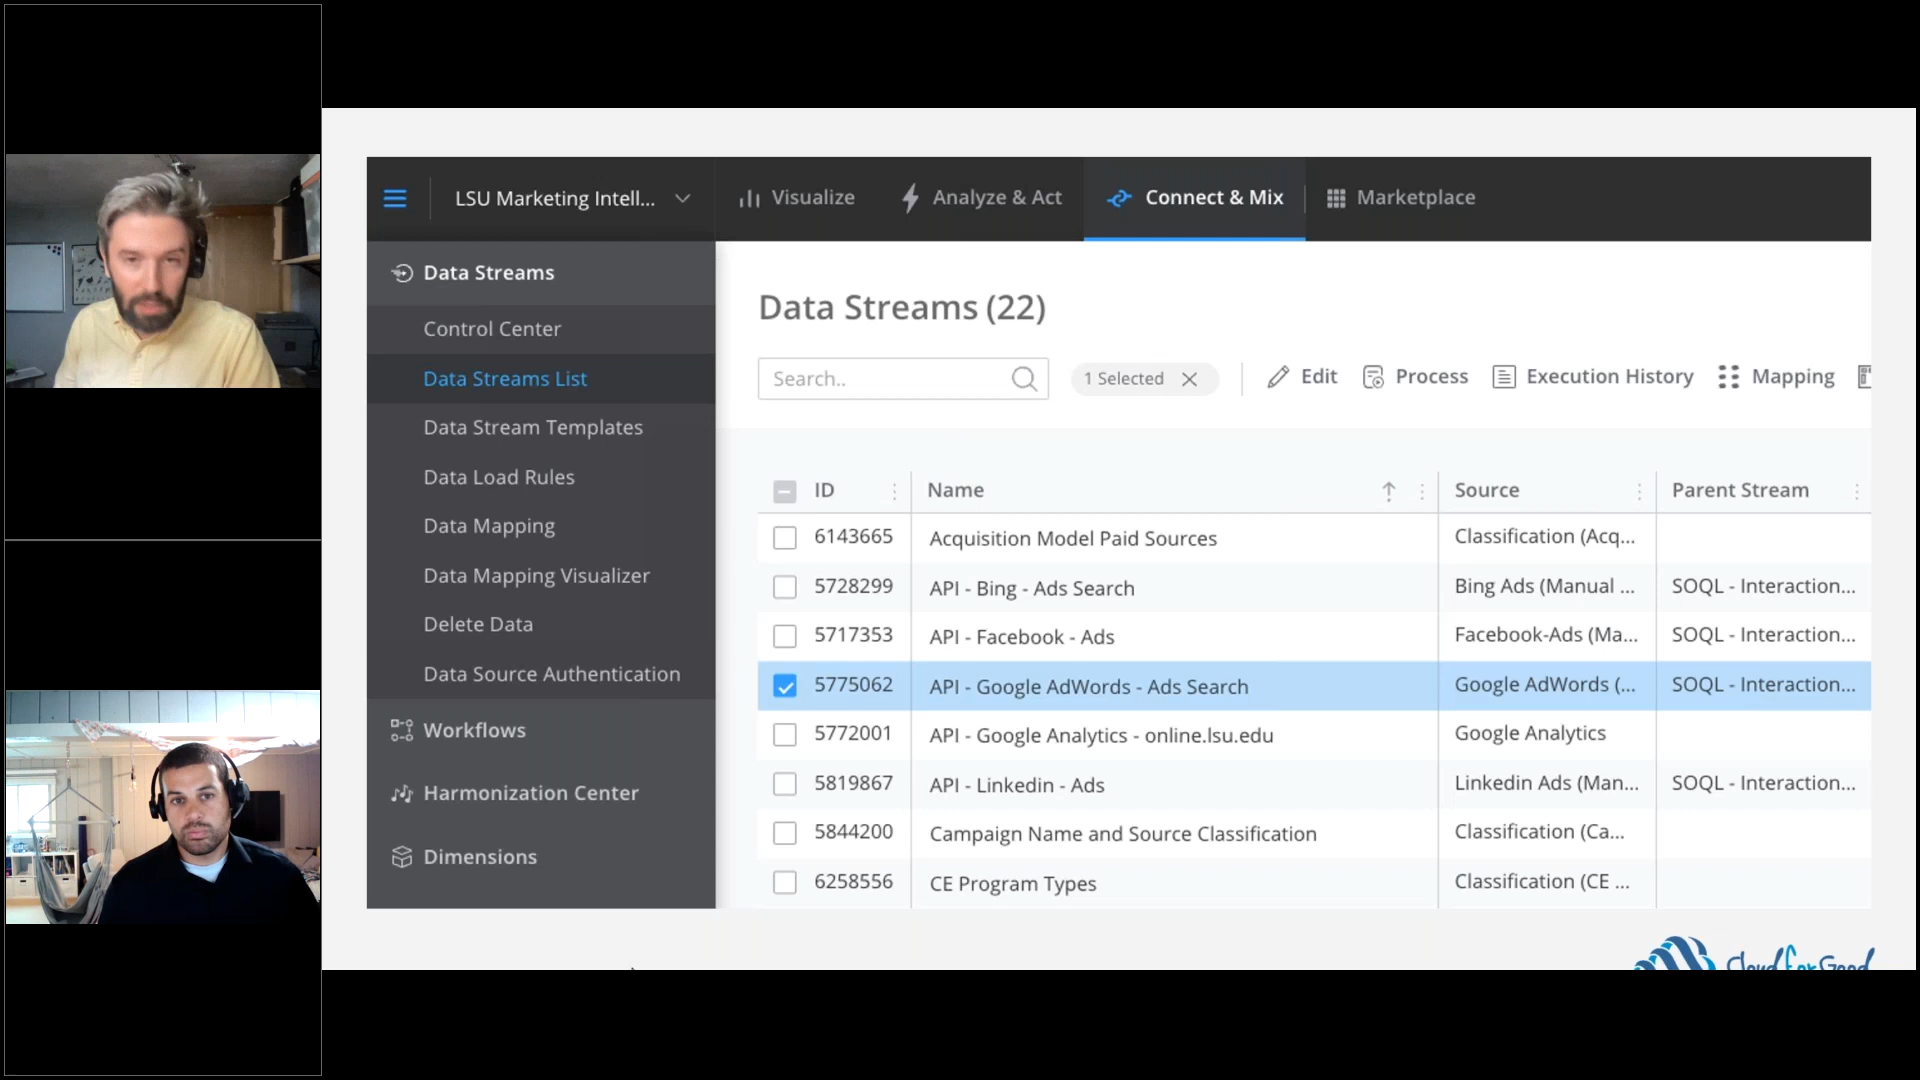 LSU Marketing Intell...
Visualize
Analyze & Act
Connect & Mix
Marketplace
Data Streams
Control Center
Data Streams List
Data Stream Templates
Data Load Rules
Data Mapping
Data Mapping Visualizer
Delete Data
Data Source Authentication
Workflows
Harmonization Center
Dimensions
Data Streams (22)
Search.. 1 Selected Edit Process Execution History Mapping
ID Name Source Parent Stream
6143665 Acquisition Model Paid Sources Classification (Acq...
5728299 API - Bing - Ads Search Bing Ads (Manual ... SOQL - Interaction...
5717353 API - Facebook - Ads Facebook-Ads (Ma... SOQL - Interaction...
5775062 API - Google AdWords - Ads Search Google AdWords (... SOQL - Interaction...
5772001 API - Google Analytics - online.lsu.edu Google Analytics
5819867 API - Linkedin - Ads Linkedin Ads (Man... SOQL - Interaction...
5844200 Campaign Name and Source Classification Classification (Ca...
6258556 CE Program Types Classification (CE ...
Cloud for Good